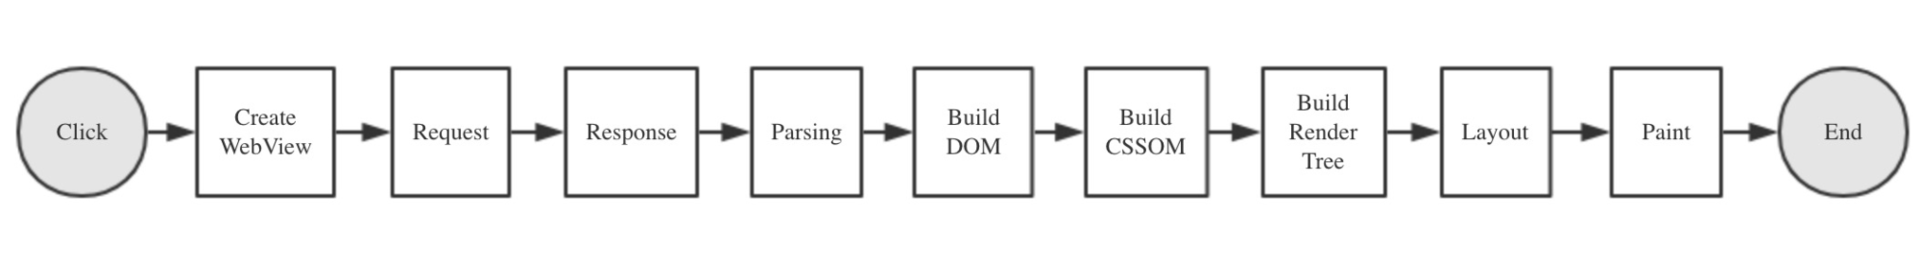 Click
Create
WebView
Request
Response
Parsing
Build
DOM
Build
CSSOM
Build
Render
Tree
Layout
Paint
End